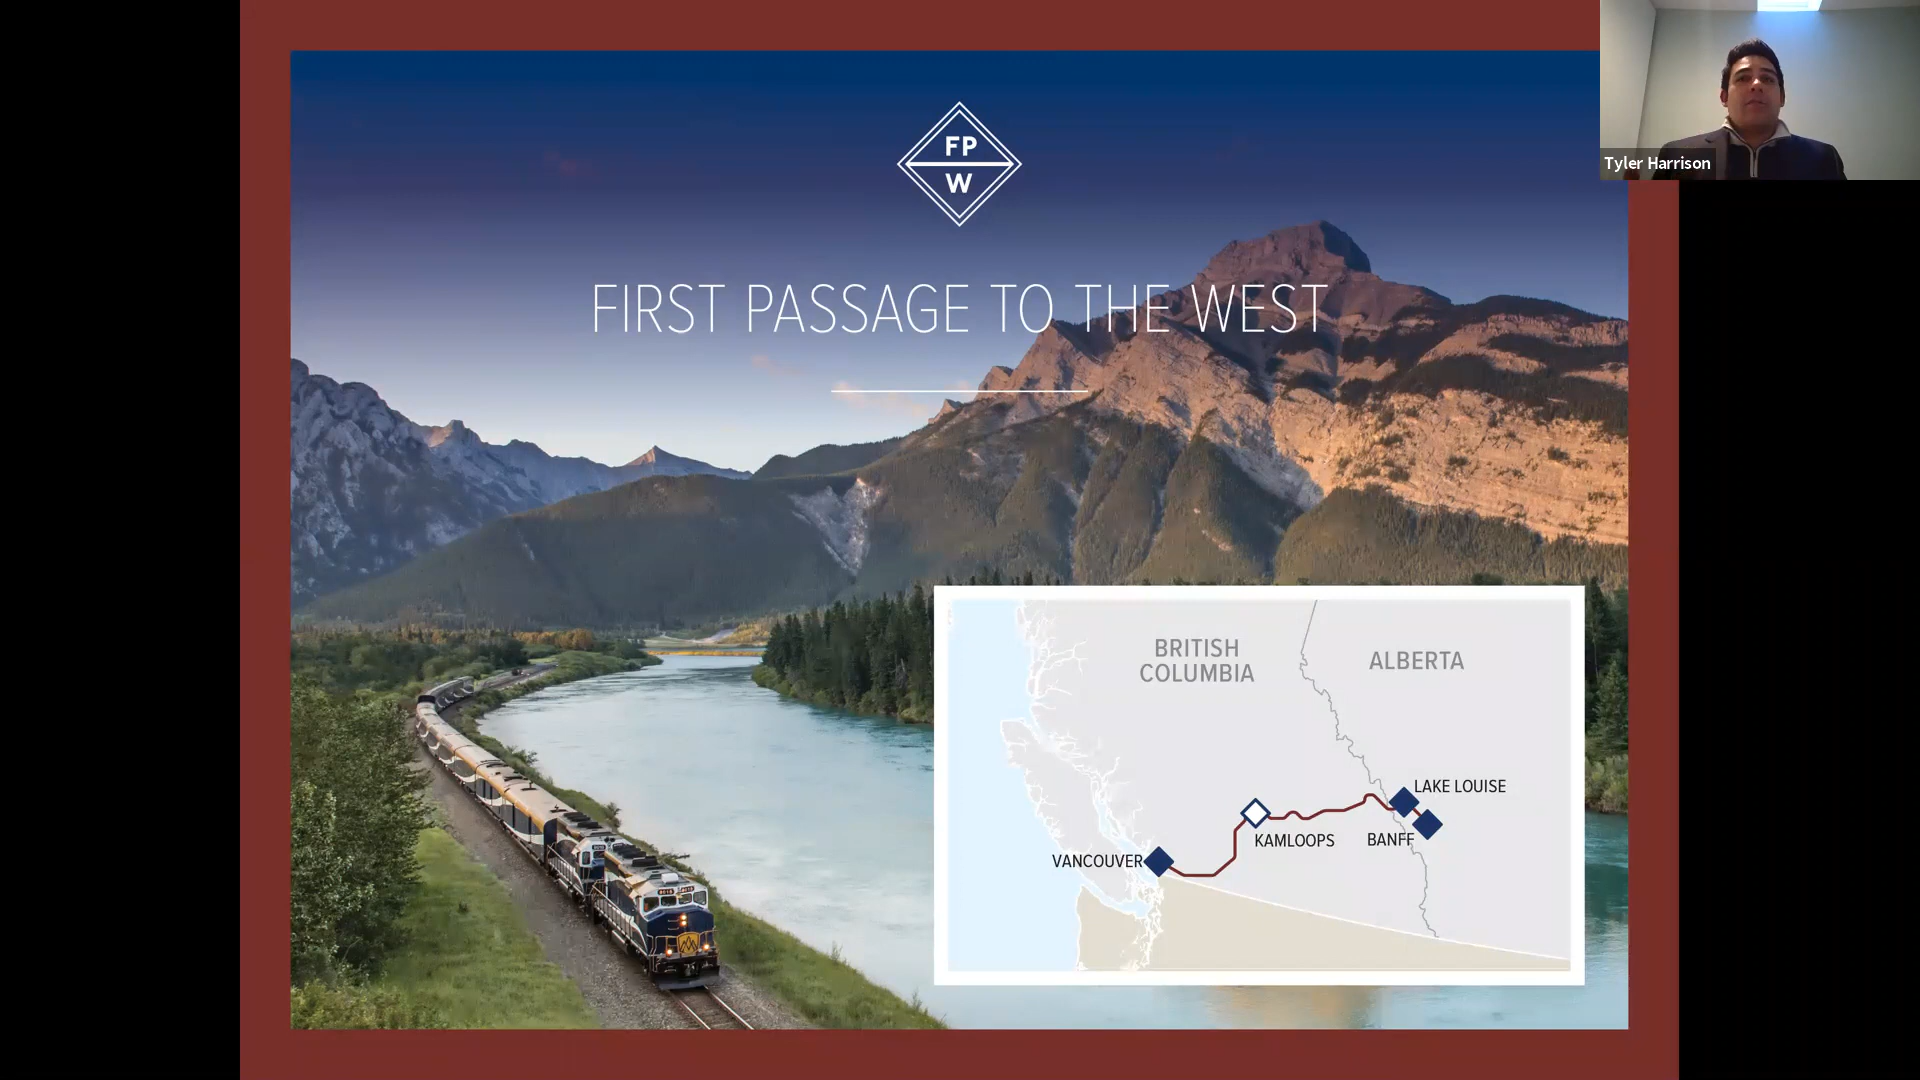 FP
W
FIRST PASSAGE TO THE WEST
Tyler Harrison
BRITISH
COLUMBIA
ALBERTA
LAKE LOUISE
KAMLOOPS
BANFF
VANCOUVER